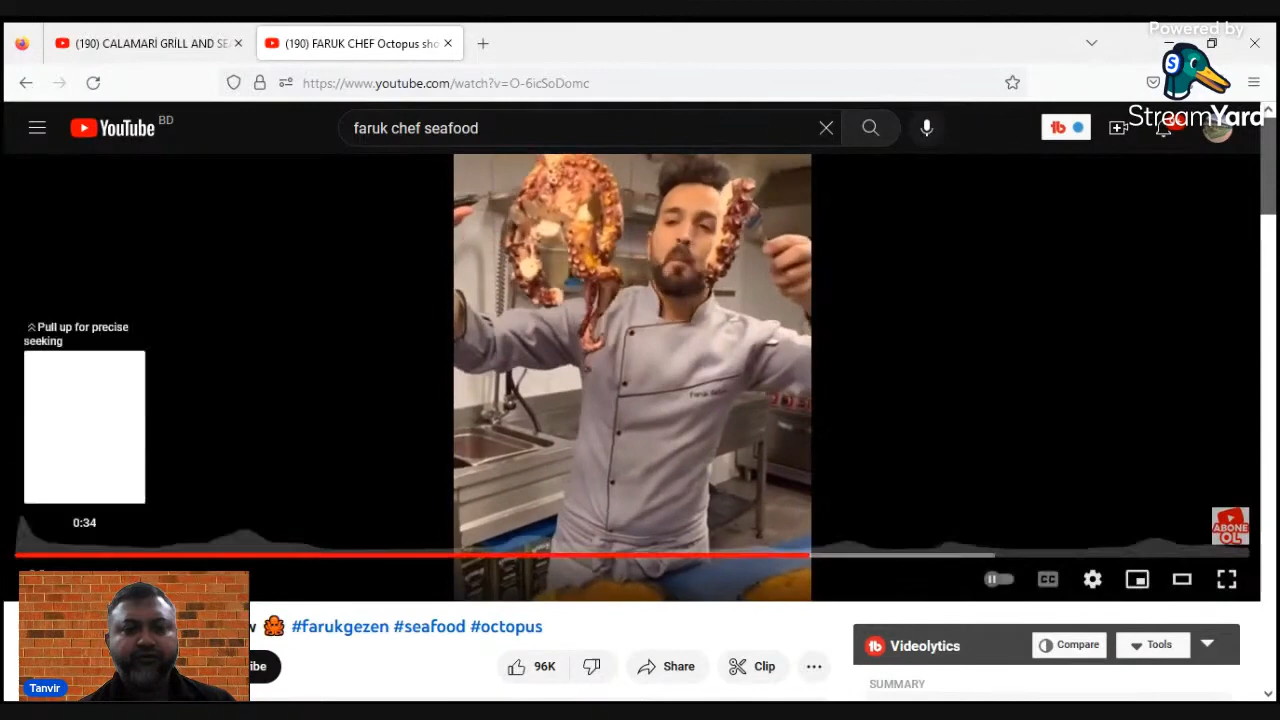 Powered by
StreamYard
(190) CALAMARİ GRİLL AND SE
(190) FARUK CHEF Octopus sho
https://www.youtube.com/watch?v=O-6icSoDomc
YouTube BD
faruk chef seafood
Pull up for precise
seeking
0:34
ABONE
OL
CC
#farukgezen #seafood #octopus
96K
Share
Clip
Videolytics
Compare
Tools
SUMMARY
Tanvir